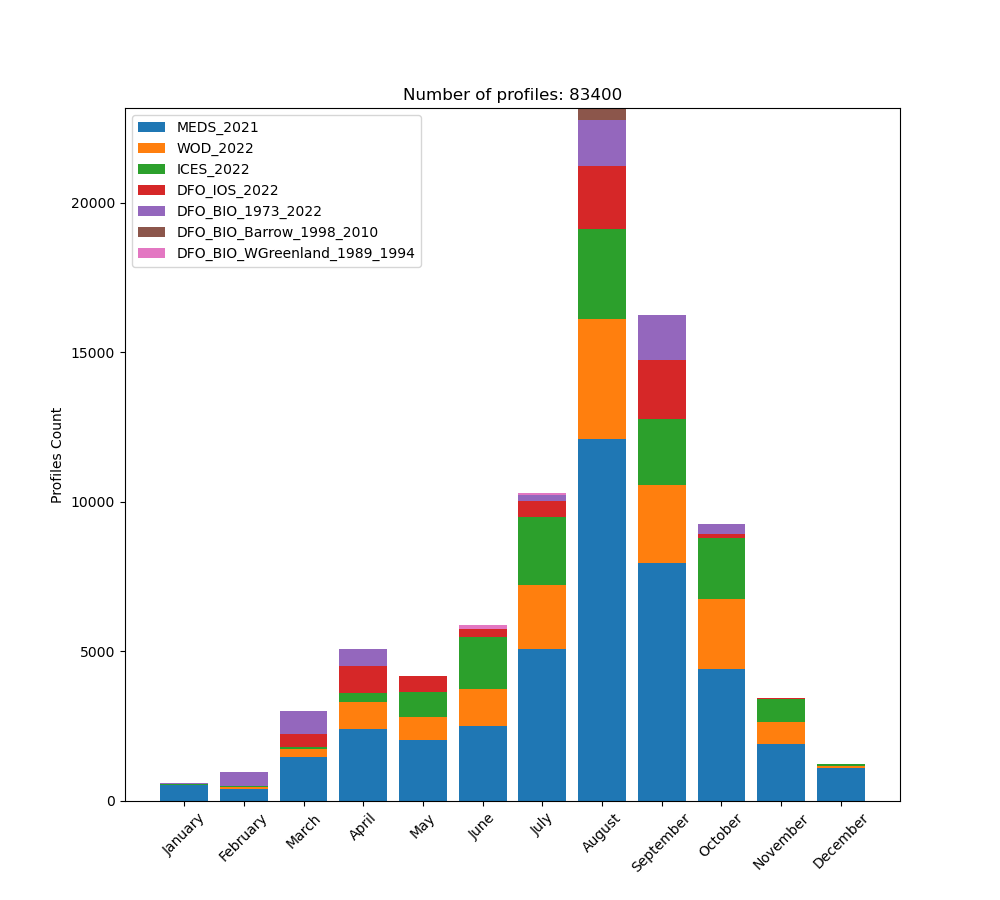 Number of profiles: 83400
MEDS_2021
WOD_2022
ICES_2022
DFO_IOS_2022
DFO_BIO_1973_2022
DFO_BIO_Barrow_1998_2010
DFO_BIO_WGreenland_1989_1994
Profiles Count
20000
15000
10000
5000
0
January
February
March
April
May
June
July
August
September
October
November
December